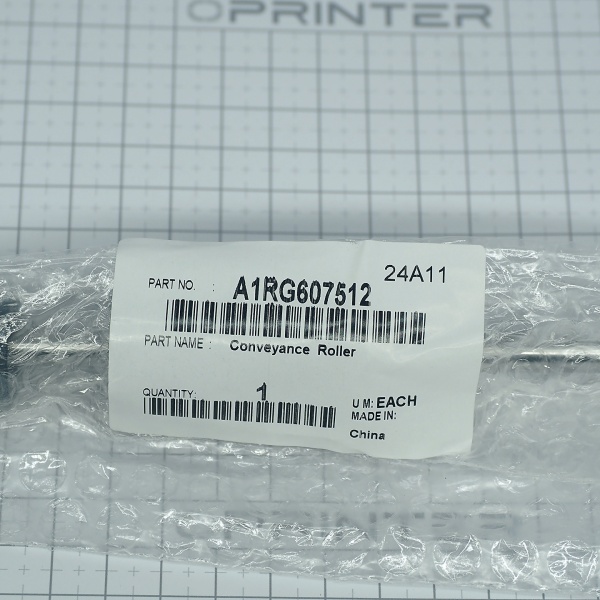 OPRINTER
24A11
PART NO. : A1RG607512
PART NAME : Conveyance Roller
QUANTITY: 1
U M: EACH
MADE IN:
China